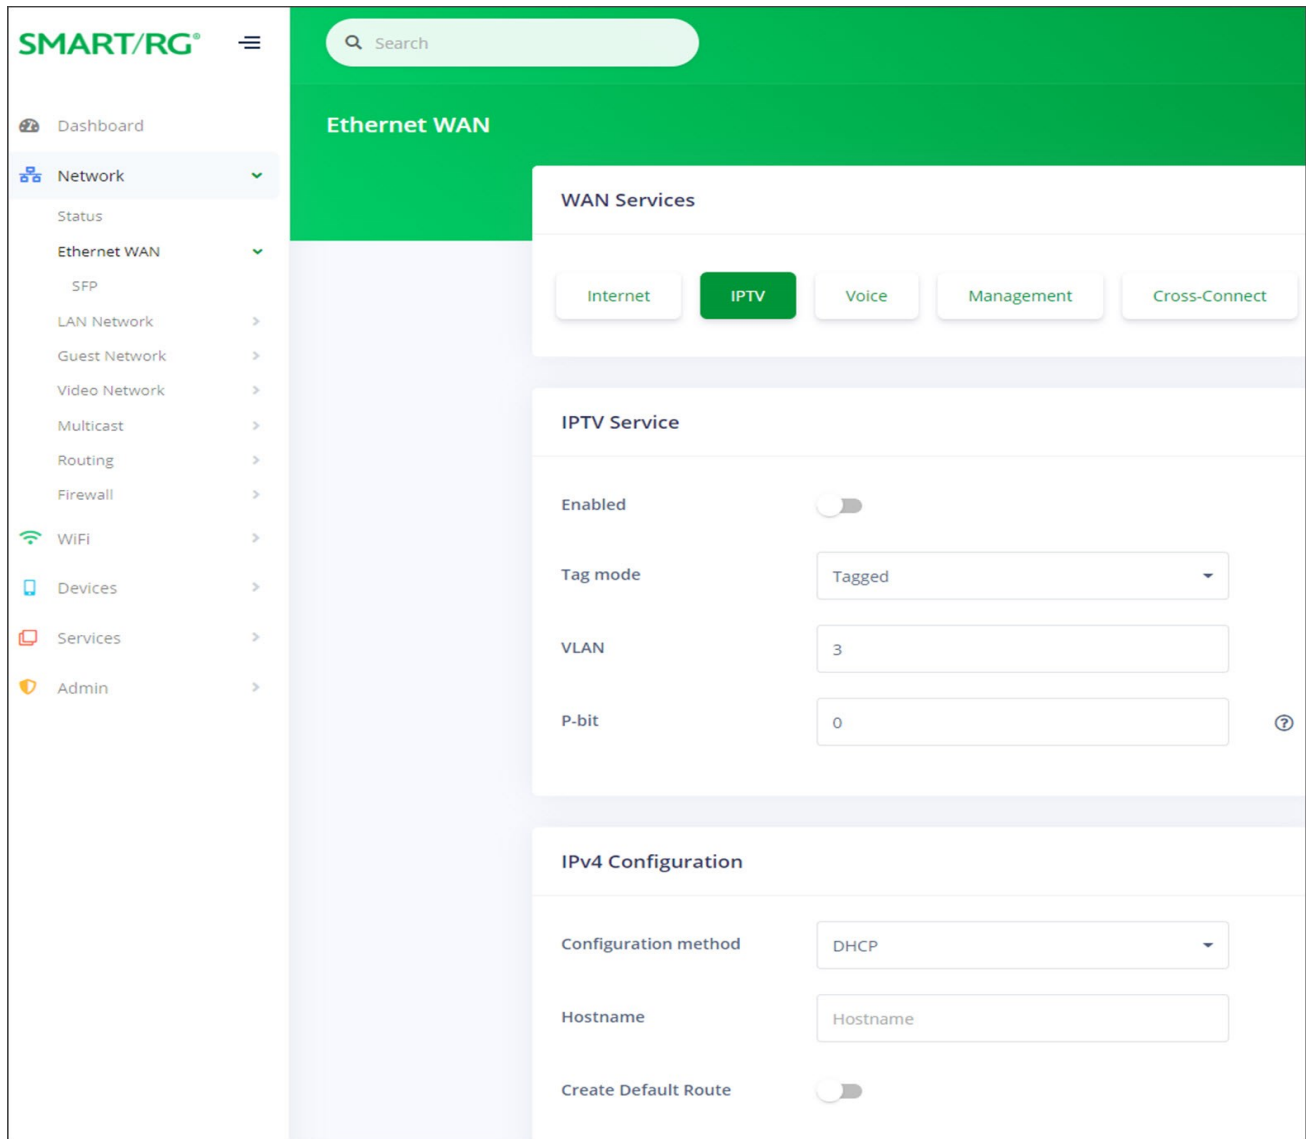 SMART/RG®
Search
Dashboard
Network
Status
Ethernet WAN
SFP
LAN Network
Guest Network
Video Network
Multicast
Routing
Firewall
WiFi
Devices
Services
Admin
Ethernet WAN
WAN Services
Internet IPTV Voice Management Cross-Connect
IPTV Service
Enabled
Tag mode Tagged
VLAN 3
P-bit 0 ?
IPv4 Configuration
Configuration method DHCP
Hostname Hostname
Create Default Route